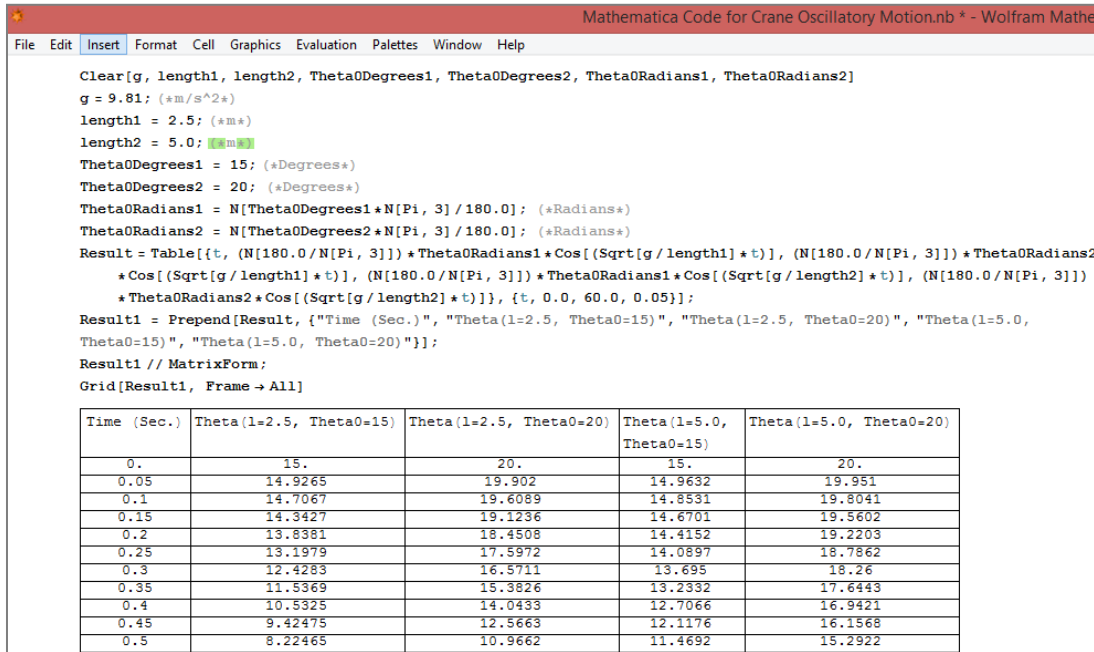 Mathematica Code for Crane Oscillatory Motion.nb * - Wolfram Mathe
File Edit Insert Format Cell Graphics Evaluation Palettes Window Help
Clear[g, length1, length2, Theta0Degrees1, Theta0Degrees2, Theta0Radians1, Theta0Radians2]
g = 9.81; (*m/s^2*)
length1 = 2.5; (*m*)
length2 = 5.0; (*m*)
Theta0Degrees1 = 15; (*Degrees*)
Theta0Degrees2 = 20; (*Degrees*)
Theta0Radians1 = N[Theta0Degrees1*N[Pi, 3]/180.0]; (*Radians*)
Theta0Radians2 = N[Theta0Degrees2*N[Pi, 3]/180.0]; (*Radians*)
Result = Table[{t, (N[180.0/N[Pi, 3]])*Theta0Radians1*Cos[(Sqrt[g/length1]*t)], (N[180.0/N[Pi, 3]])*Theta0Radians2
*Cos[(Sqrt[g/length1]*t)], (N[180.0/N[Pi, 3]])*Theta0Radians1*Cos[(Sqrt[g/length2]*t)], (N[180.0/N[Pi, 3]])
*Theta0Radians2*Cos[(Sqrt[g/length2]*t)]}, {t, 0.0, 60.0, 0.05}];
Result1 = Prepend[Result, {"Time (Sec.)", "Theta(l=2.5, Theta0=15)", "Theta(l=2.5, Theta0=20)", "Theta(l=5.0,
Theta0=15)", "Theta(l=5.0, Theta0=20)"}];
Result1 // MatrixForm;
Grid[Result1, Frame → All]
Time (Sec.) Theta(l=2.5, Theta0=15) Theta(l=2.5, Theta0=20) Theta(l=5.0, Theta(l=5.0, Theta0=20)
Theta0=15)
0. 15. 20. 15. 20.
0.05 14.9265 19.902 14.9632 19.951
0.1 14.7067 19.6089 14.8531 19.8041
0.15 14.3427 19.1236 14.6701 19.5602
0.2 13.8381 18.4508 14.4152 19.2203
0.25 13.1979 17.5972 14.0897 18.7862
0.3 12.4283 16.5711 13.695 18.26
0.35 11.5369 15.3826 13.2332 17.6443
0.4 10.5325 14.0433 12.7066 16.9421
0.45 9.42475 12.5663 12.1176 16.1568
0.5 8.22465 10.9662 11.4692 15.2922